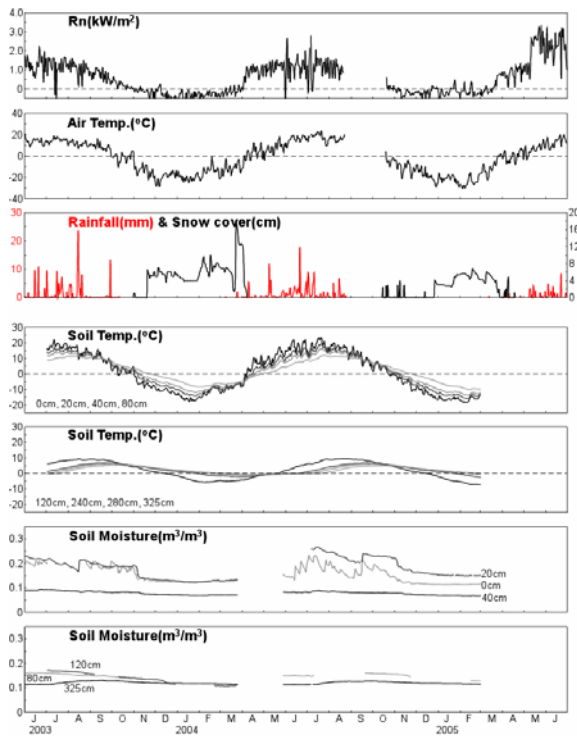 Rn(kW/m²)
4.0
3.0
2.0
1.0
0.0
Air Temp.(°C)
40
20
0
-20
-40
Rainfall(mm) & Snow cover(cm)
30
20
10
0
20
16
12
8
4
0
Soil Temp.(°C)
30
20
10
0
-10
-20
0cm, 20cm, 40cm, 80cm
Soil Temp.(°C)
30
20
10
0
-10
20
120cm, 240cm, 280cm, 325cm
Soil Moisture(m³/m³)
0.3
0.2
0.1
0
20cm
0cm
40cm
Soil Moisture(m³/m³)
0.3
0.2
0.1
0
120cm
80cm
325cm
J J A S O N D J F M A M J J A S O N D J F M A M J
2003 2004 2005